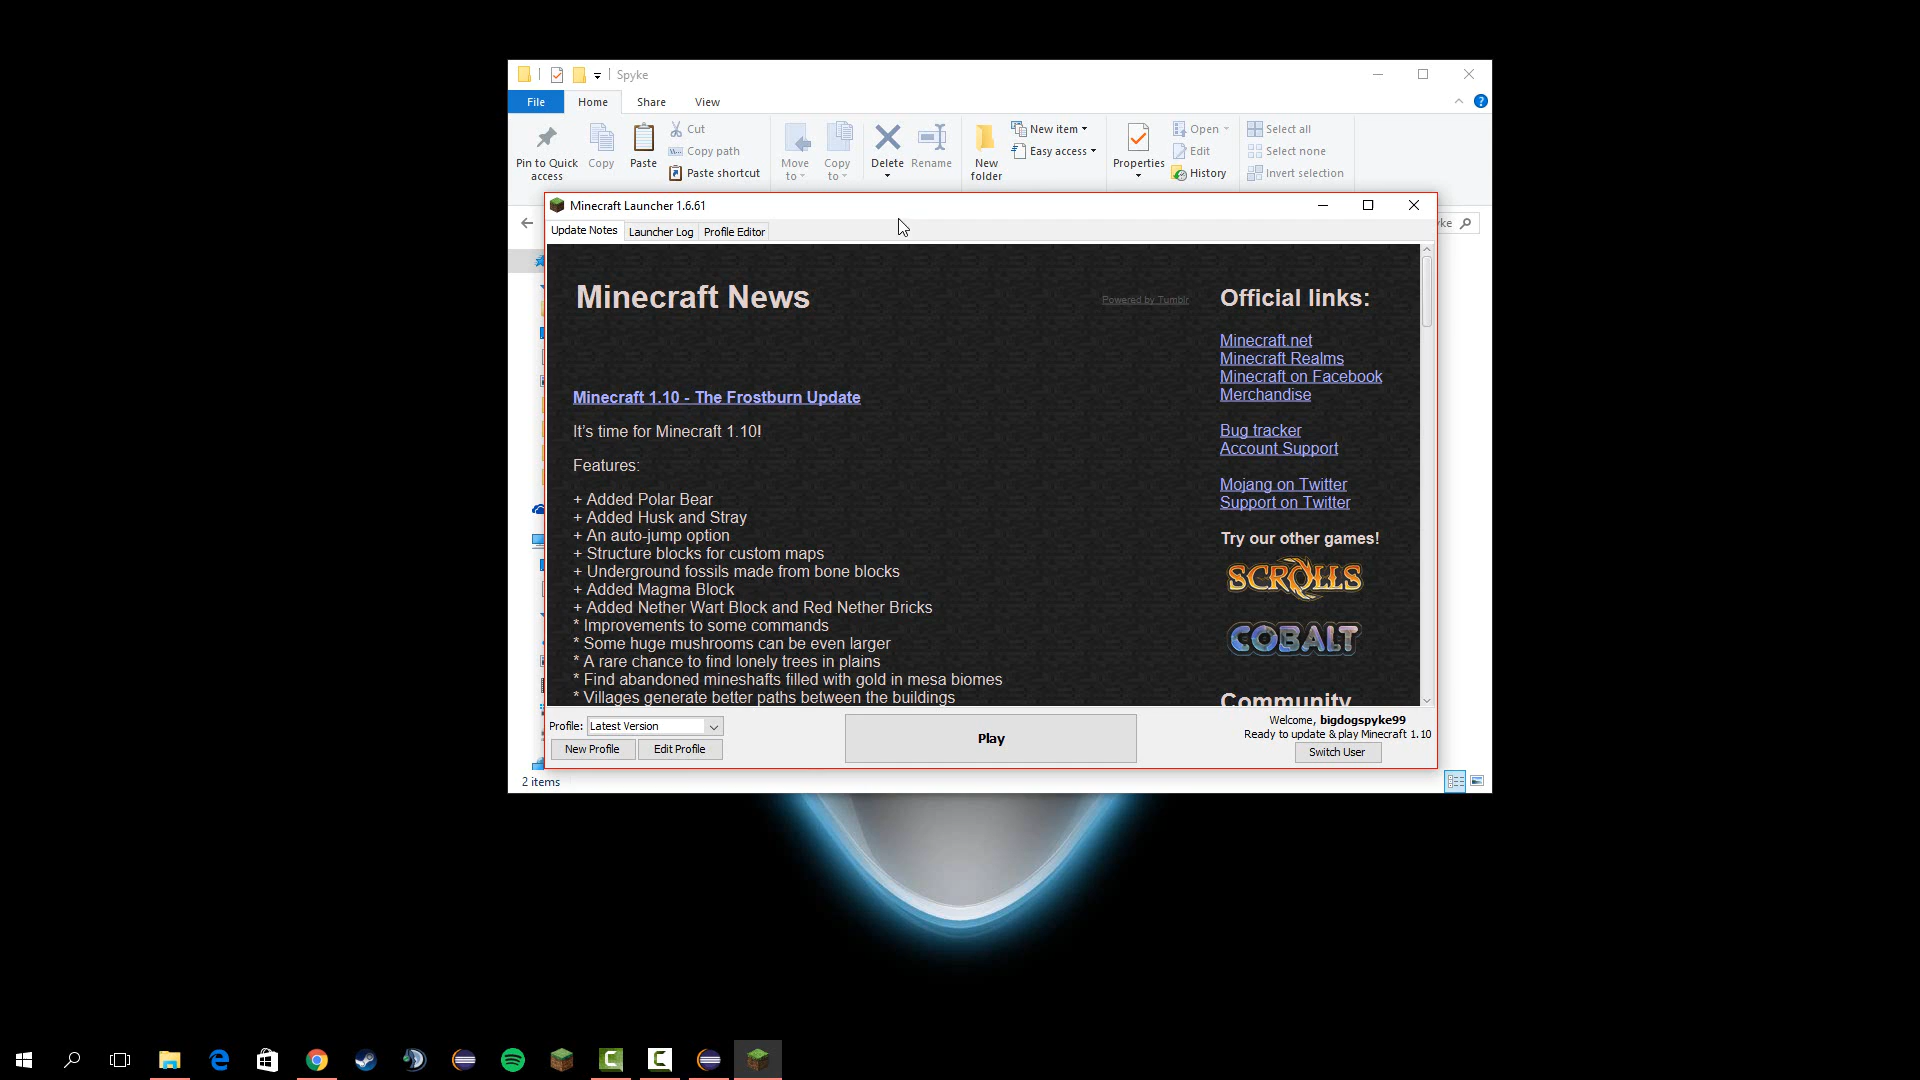 Spyke
File Home Share View
Pin to Quick access
Copy
Paste
Cut
Copy path
Paste shortcut
Move to
Copy to
Delete
Rename
New folder
New item
Easy access
Properties
Open
Edit
History
Select all
Select none
Invert selection
Minecraft Launcher 1.6.61
ke
Update Notes Launcher Log Profile Editor
Minecraft News
Powered by Tumblr
Minecraft 1.10 - The Frostburn Update
It's time for Minecraft 1.10!
Features:
+ Added Polar Bear
+ Added Husk and Stray
+ An auto-jump option
+ Structure blocks for custom maps
+ Underground fossils made from bone blocks
+ Added Magma Block
+ Added Nether Wart Block and Red Nether Bricks
* Improvements to some commands
* Some huge mushrooms can be even larger
* A rare chance to find lonely trees in plains
* Find abandoned mineshafts filled with gold in mesa biomes
* Villages generate better paths between the buildings
Official links:
Minecraft.net
Minecraft Realms
Minecraft on Facebook
Merchandise
Bug tracker
Account Support
Mojang on Twitter
Support on Twitter
Try our other games!
SCROLLS
COBALT
Community
Profile: Latest Version
New Profile Edit Profile
Play
Welcome, bigdogspyke99
Ready to update & play Minecraft 1.10
Switch User
2 items